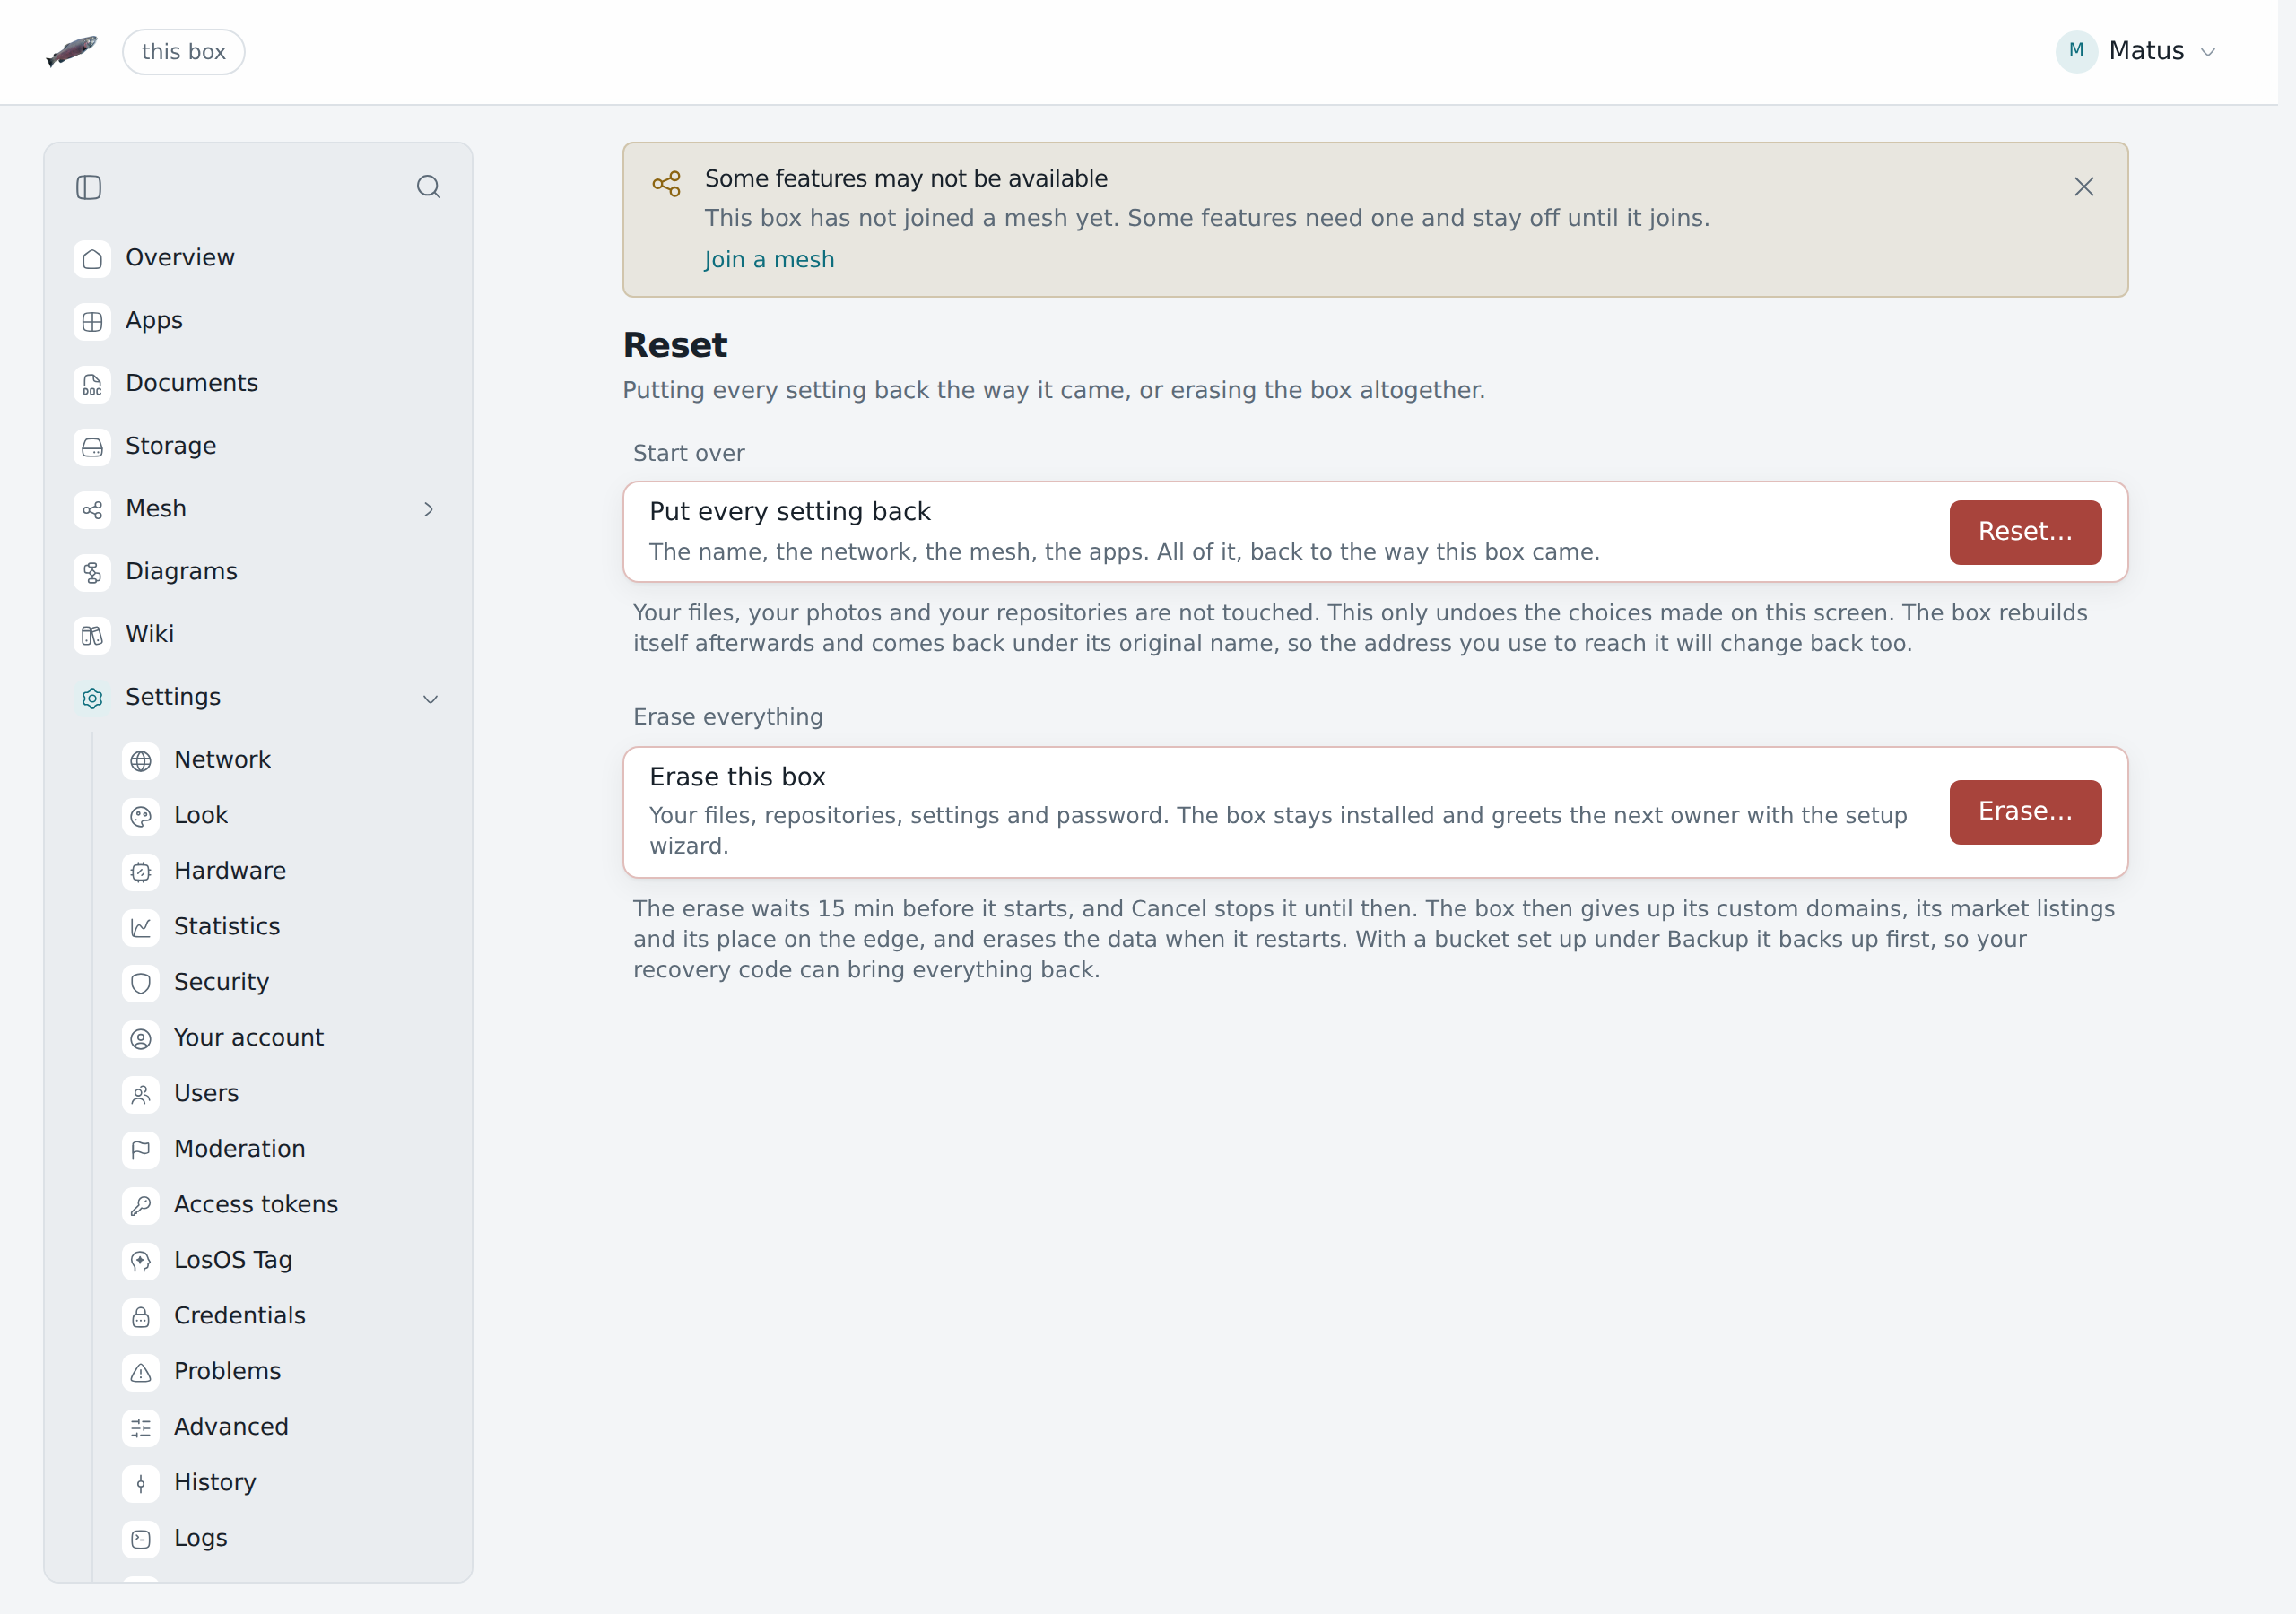 this box
M Matus
Some features may not be available
This box has not joined a mesh yet. Some features need one and stay off until it joins.
Join a mesh
Overview
Apps
Documents
Storage
Mesh
Diagrams
Wiki
Settings
Network
Look
Hardware
Statistics
Security
Your account
Users
Moderation
Access tokens
LosOS Tag
Credentials
Problems
Advanced
History
Logs
Reset
Putting every setting back the way it came, or erasing the box altogether.
Start over
Put every setting back
The name, the network, the mesh, the apps. All of it, back to the way this box came.
Reset...
Your files, your photos and your repositories are not touched. This only undoes the choices made on this screen. The box rebuilds
itself afterwards and comes back under its original name, so the address you use to reach it will change back too.
Erase everything
Erase this box
Your files, repositories, settings and password. The box stays installed and greets the next owner with the setup
wizard.
Erase...
The erase waits 15 min before it starts, and Cancel stops it until then. The box then gives up its custom domains, its market listings
and its place on the edge, and erases the data when it restarts. With a bucket set up under Backup it backs up first, so your
recovery code can bring everything back.